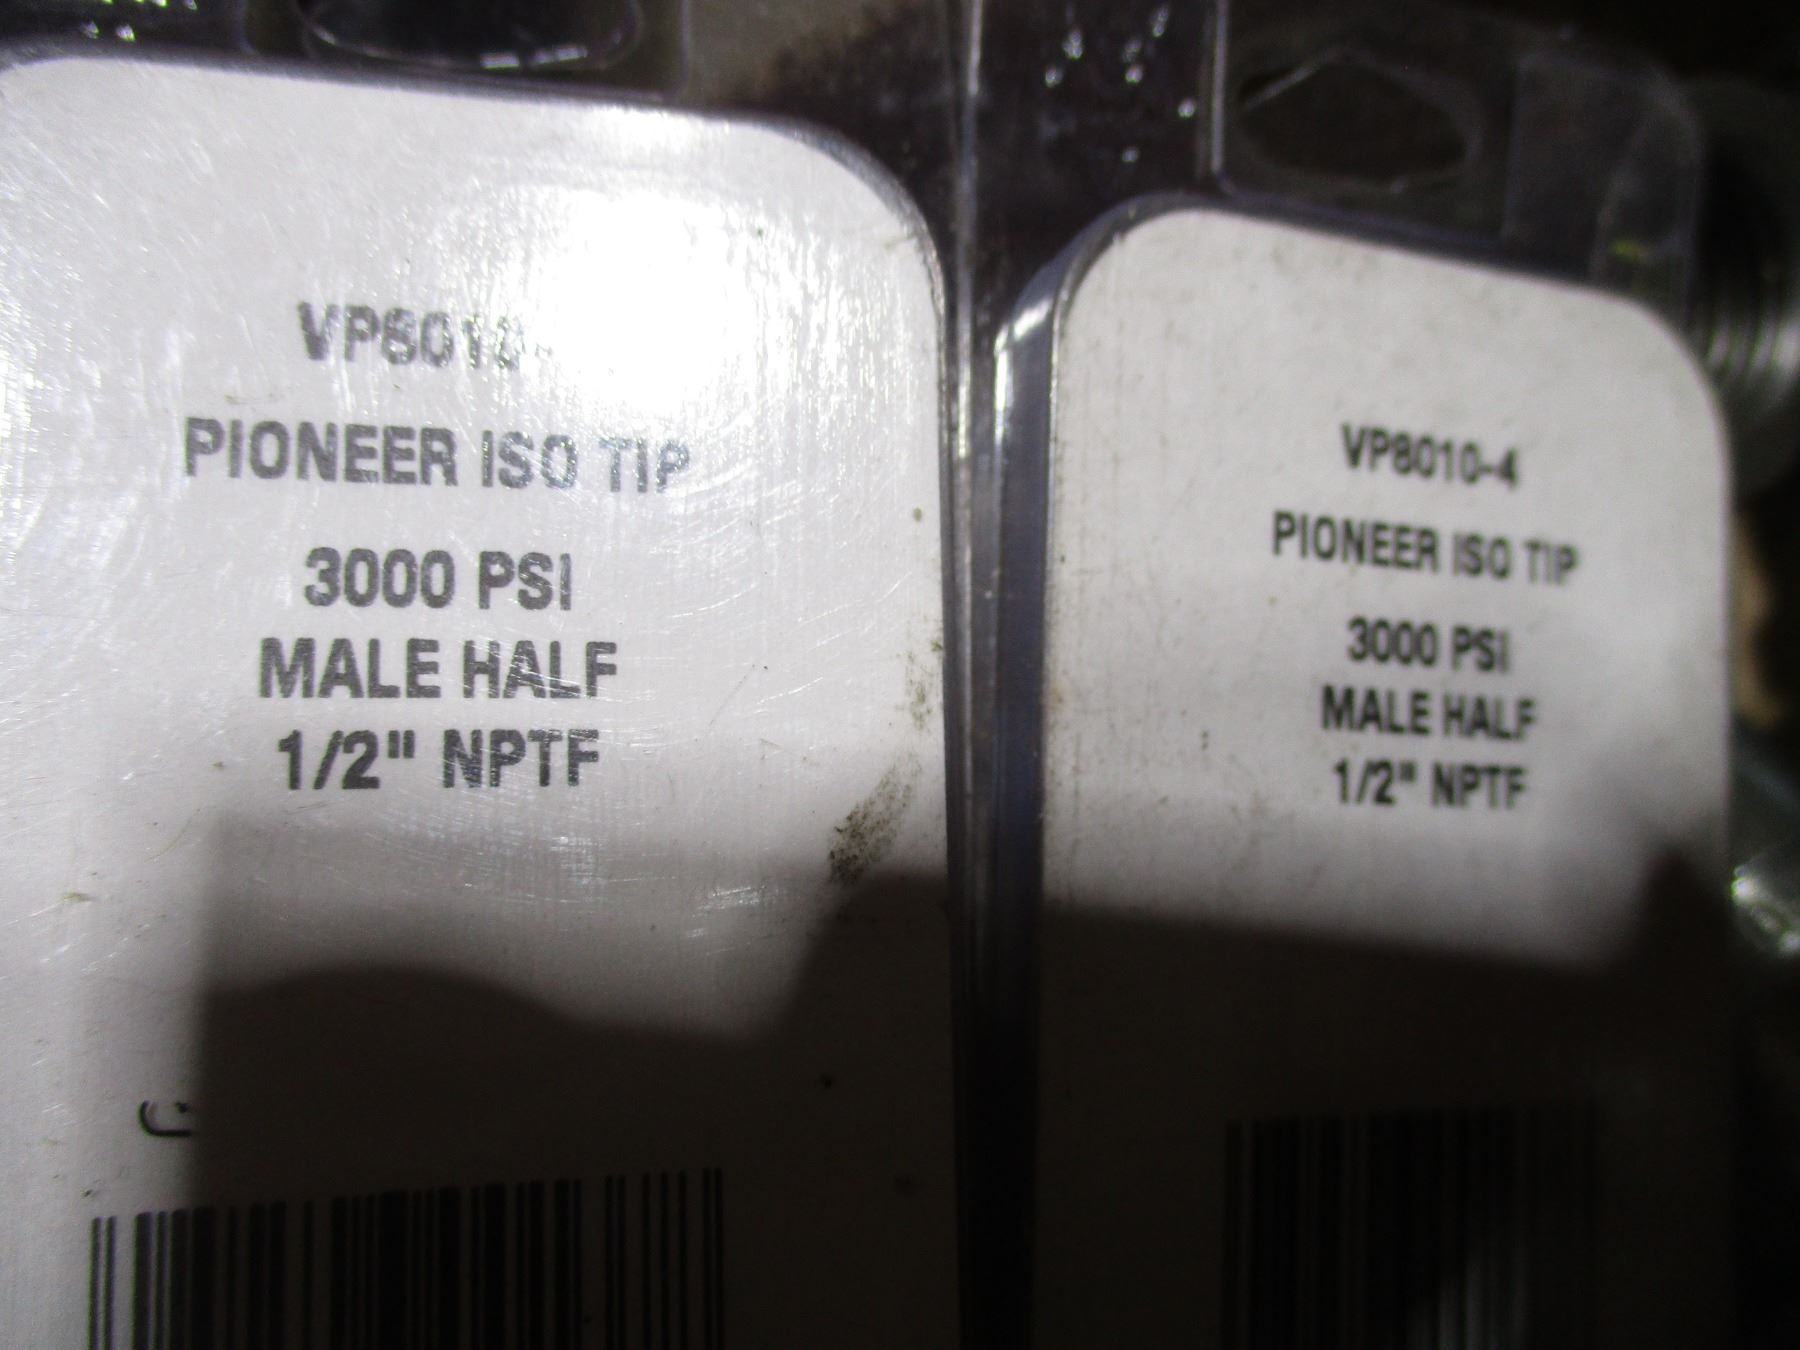 VP8010-
PIONEER ISO TIP
3000 PSI
MALE HALF
1/2" NPTF
VP8010-4
PIONEER ISO TIP
3000 PSI
MALE HALF
1/2" NPTF